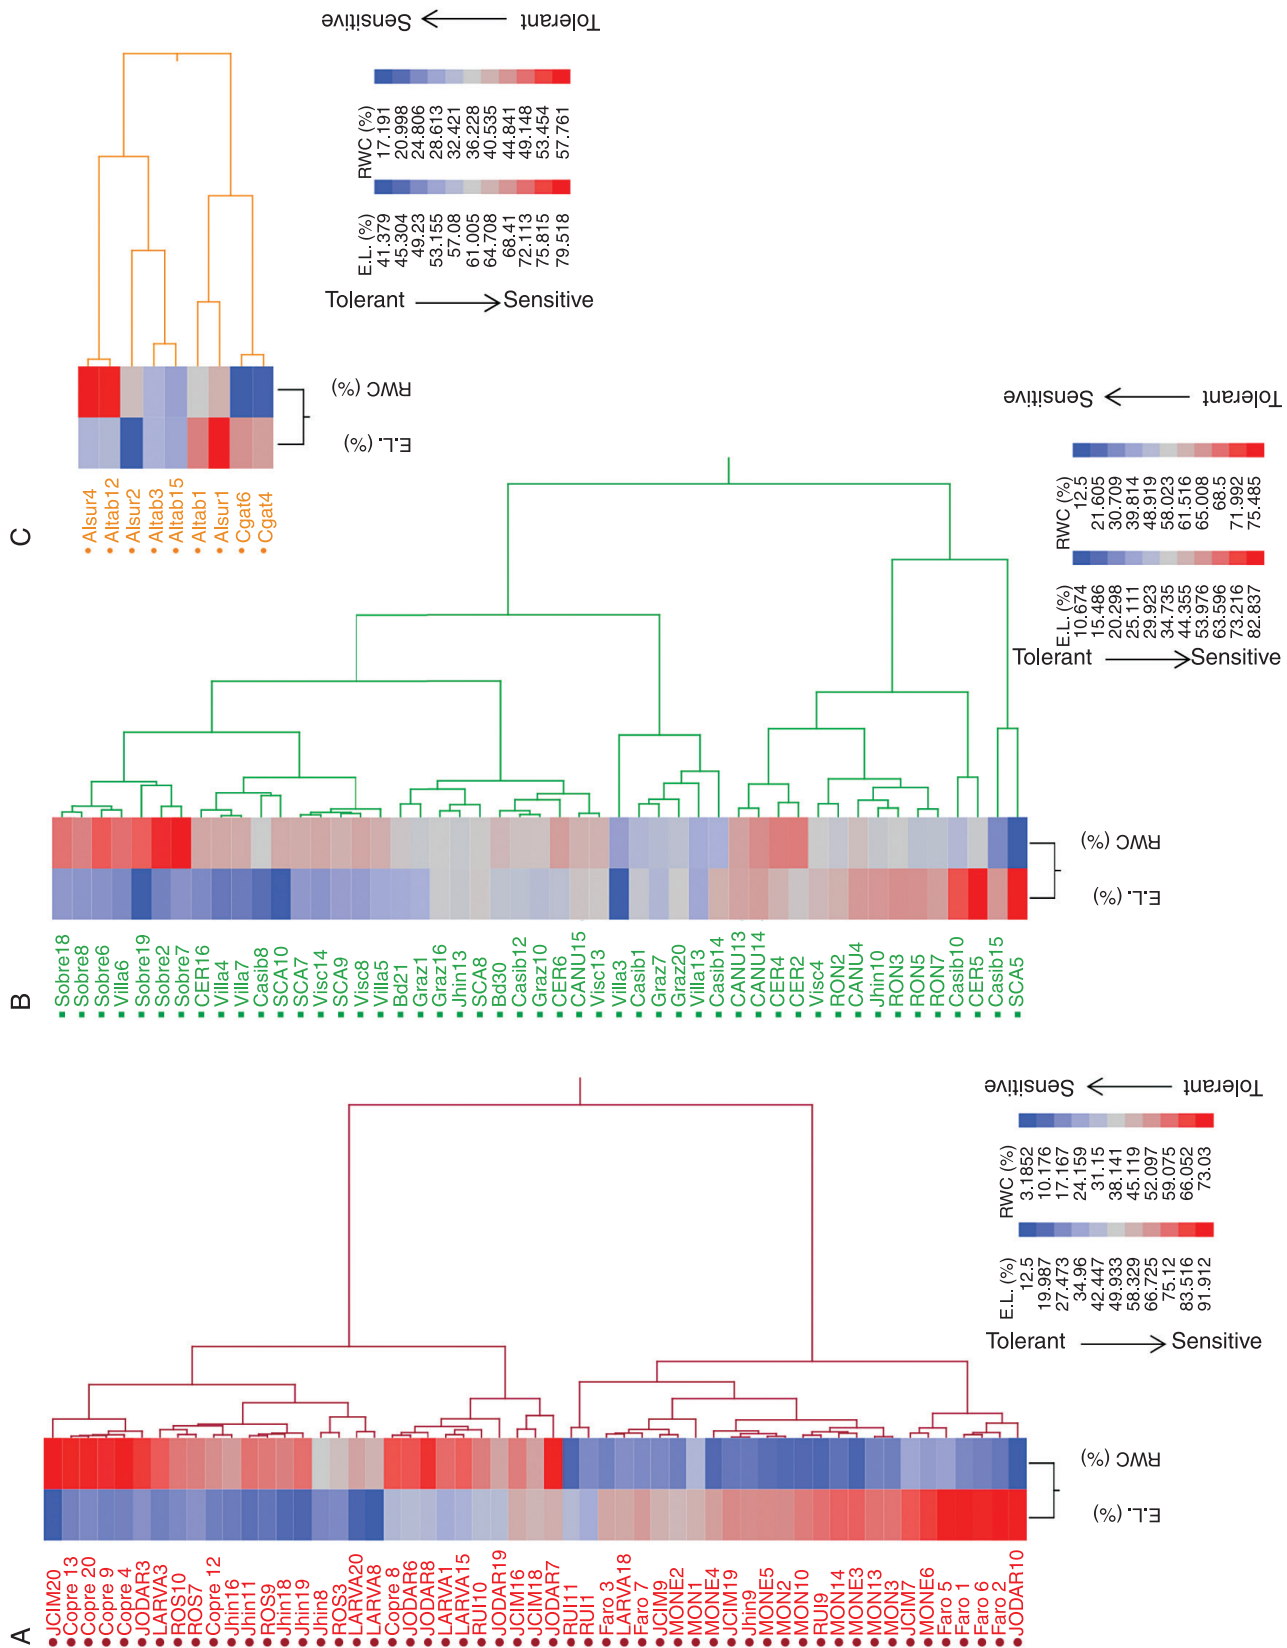 A
JCIM20
Copre 13
Copre 20
Copre 9
Copre 4
JODAR3
LARVA3
ROS10
ROS7
Copre 12
Jhin16
Jhin11
ROS9
Jhin18
Jhin19
Jhin8
ROS3
LARVA20
LARVA8
Copre 8
JODAR6
JODAR8
LARVA1
LARVA15
RUI10
JODAR19
JCIM16
JCIM18
JODAR7
RUI11
RUI1
Faro 3
LARVA18
Faro 7
JCIM9
MONE2
MON1
MONE4
JCIM19
Jhin9
MONE5
MON2
MON10
RUI9
MON14
MONE3
MON13
MON3
JCIM7
MONE6
Faro 5
Faro 1
Faro 6
Faro 2
JODAR10
E.L. (%)
RWC (%)
Tolerant
Sensitive
E.L. (%)
12.5
19.987
27.473
34.96
42.447
49.933
58.329
66.725
75.12
83.516
91.912
RWC (%)
3.1852
10.176
17.167
24.159
31.15
38.141
45.119
52.097
59.075
66.052
73.03
Sensitive
Tolerant
B
Sobre18
Sobre8
Sobre6
Villa6
Sobre19
Sobre2
Sobre7
CER16
Villa4
Villa7
Casib8
SCA10
SCA7
Visc14
SCA9
Vis8
Villa5
Bd21
Graz1
Graz16
Jhin13
SCA8
Bd30
Casib12
Graz10
CER6
CANU15
Visc13
Villa3
Casib1
Graz7
Graz20
Villa13
Casib14
CANU13
CANU14
CER4
CER2
Visc4
RON2
CANU4
Jhin10
RON3
RON5
RON7
Casib10
CER5
Casib15
SCA5
E.L. (%)
RWC (%)
Tolerant
Sensitive
E.L. (%)
10.674
15.486
20.298
25.111
29.923
34.735
44.355
53.976
63.596
73.216
82.837
RWC (%)
12.5
21.605
30.709
39.814
48.919
58.023
61.516
65.008
68.5
71.992
75.485
Sensitive
Tolerant
C
Alsur4
Altab12
Alsur2
Altab3
Altab15
Altab1
Alsur1
Cgat6
Cgat4
E.L. (%)
RWC (%)
Tolerant
Sensitive
E.L. (%)
41.379
45.304
49.23
53.155
57.08
61.005
64.708
68.41
72.113
75.815
79.518
RWC (%)
17.191
20.998
24.806
28.613
32.421
36.228
40.535
44.841
49.148
53.454
57.761
Sensitive
Tolerant